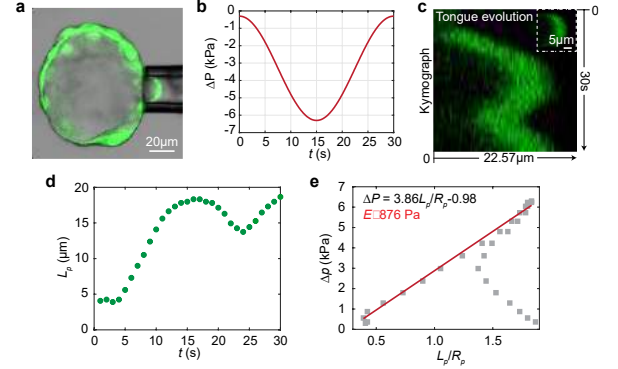 a
20µm
b
ΔP (kPa)
0
-1
-2
-3
-4
-5
-6
-7
0 5 10 15 20 25 30
t (s)
c
Tongue evolution
5µm
Kymograph
0
30s
0
22.57µm
d
Lp (µm)
20
15
10
5
0
0 5 10 15 20 25 30
t (s)
e
ΔP = 3.86Lp/Rp-0.98
E□876 Pa
Δp (kPa)
7
6
5
4
3
2
1
0
0.5 1.0 1.5
Lp/Rp